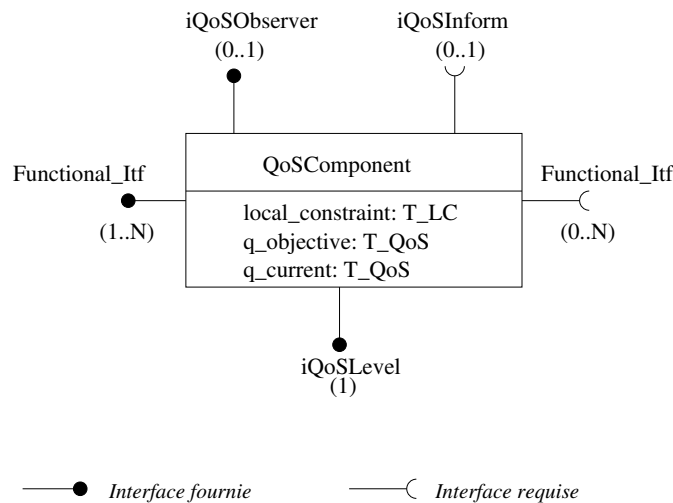 iQoSObserver iQoSInform
(0..1) (0..1)
QoSComponent
Functional_Itf Functional_Itf
local_constraint: T_LC
(1..N) (0..N)
q_objective: T_QoS
q_current: T_QoS
iQoSLevel
(1)
Interface fournie Interface requise